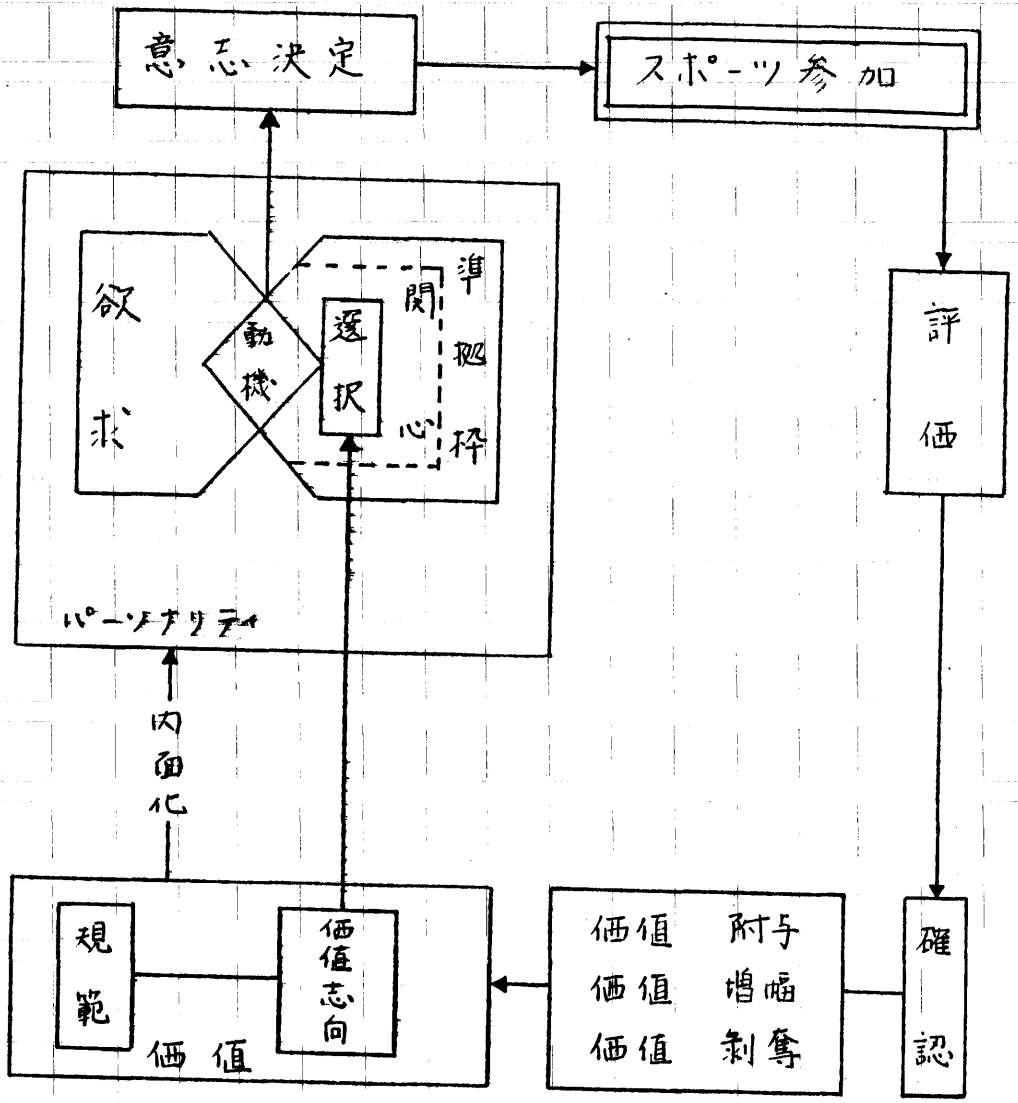 意志決定
スポーツ参加
欲求
動機
選択
関心
準拠枠
評価
パーソナリティ
内面化
規範
価値志向
価値
価値 附与
価値 増幅
価値 剥奪
確認